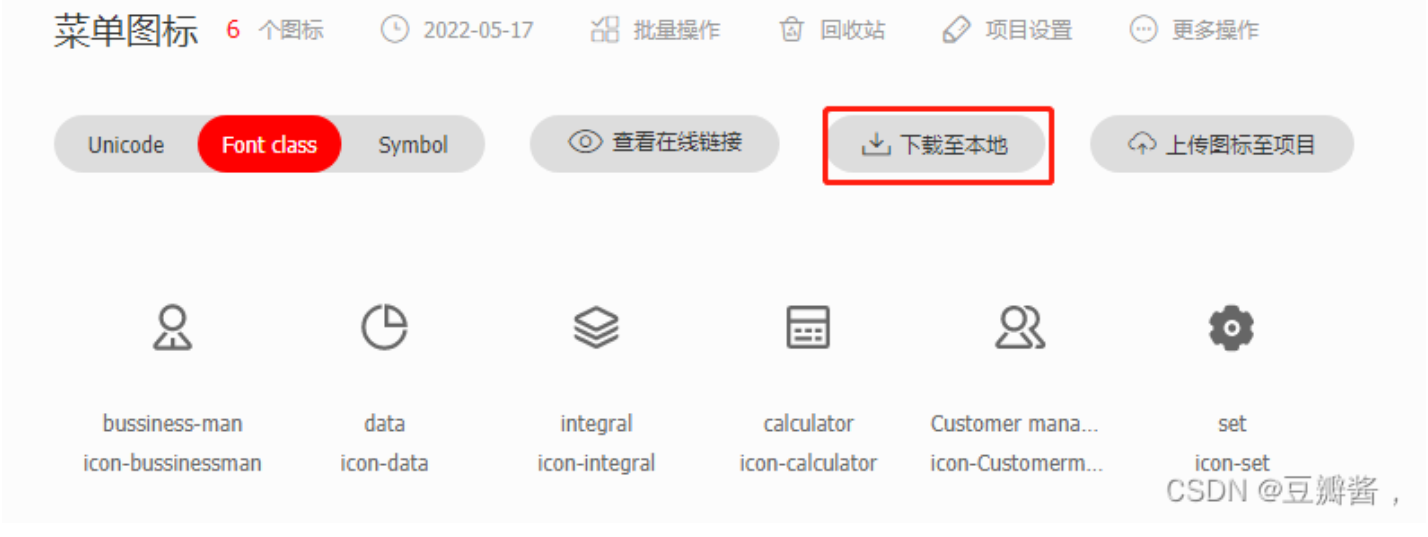 菜单图标 6 个图标 2022-05-17 批量操作 回收站 项目设置 更多操作
Unicode Font class Symbol 查看在线链接 下载至本地 上传图标至项目
bussiness-man data integral calculator Customer mana... set
icon-bussinessman icon-data icon-integral icon-calculator icon-Customerm... icon-set
CSDN @豆瓣酱，